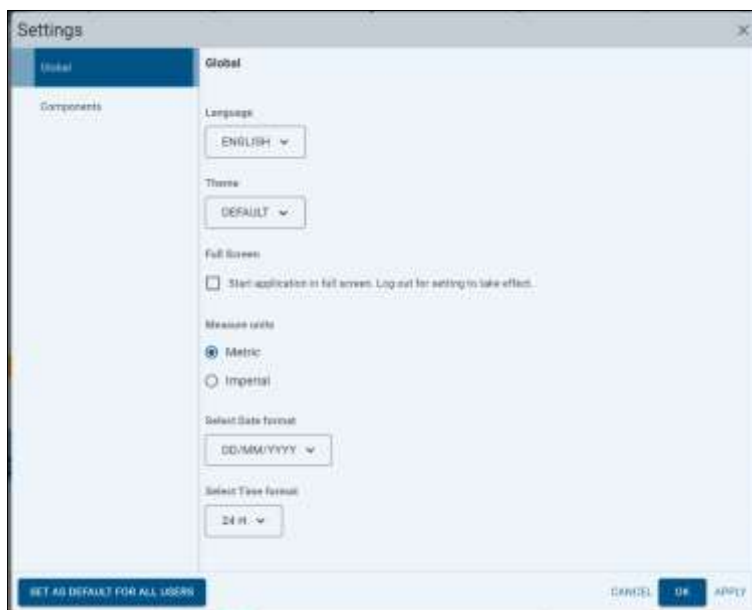 Settings
Global
Components
Global
Language
ENGLISH
Theme
DEFAULT
Full Screen
Start application in full screen. Log out for setting to take effect.
Measure units
Metric
Imperial
Select Date format
DD/MM/YYYY
Select Time format
24 H
SET AS DEFAULT FOR ALL USERS
CANCEL
OK
APPLY